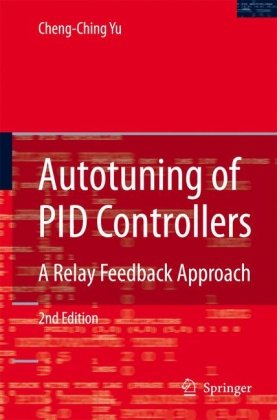 Cheng-Ching Yu
Autotuning of
PID Controllers
A Relay Feedback Approach
2nd Edition
Springer